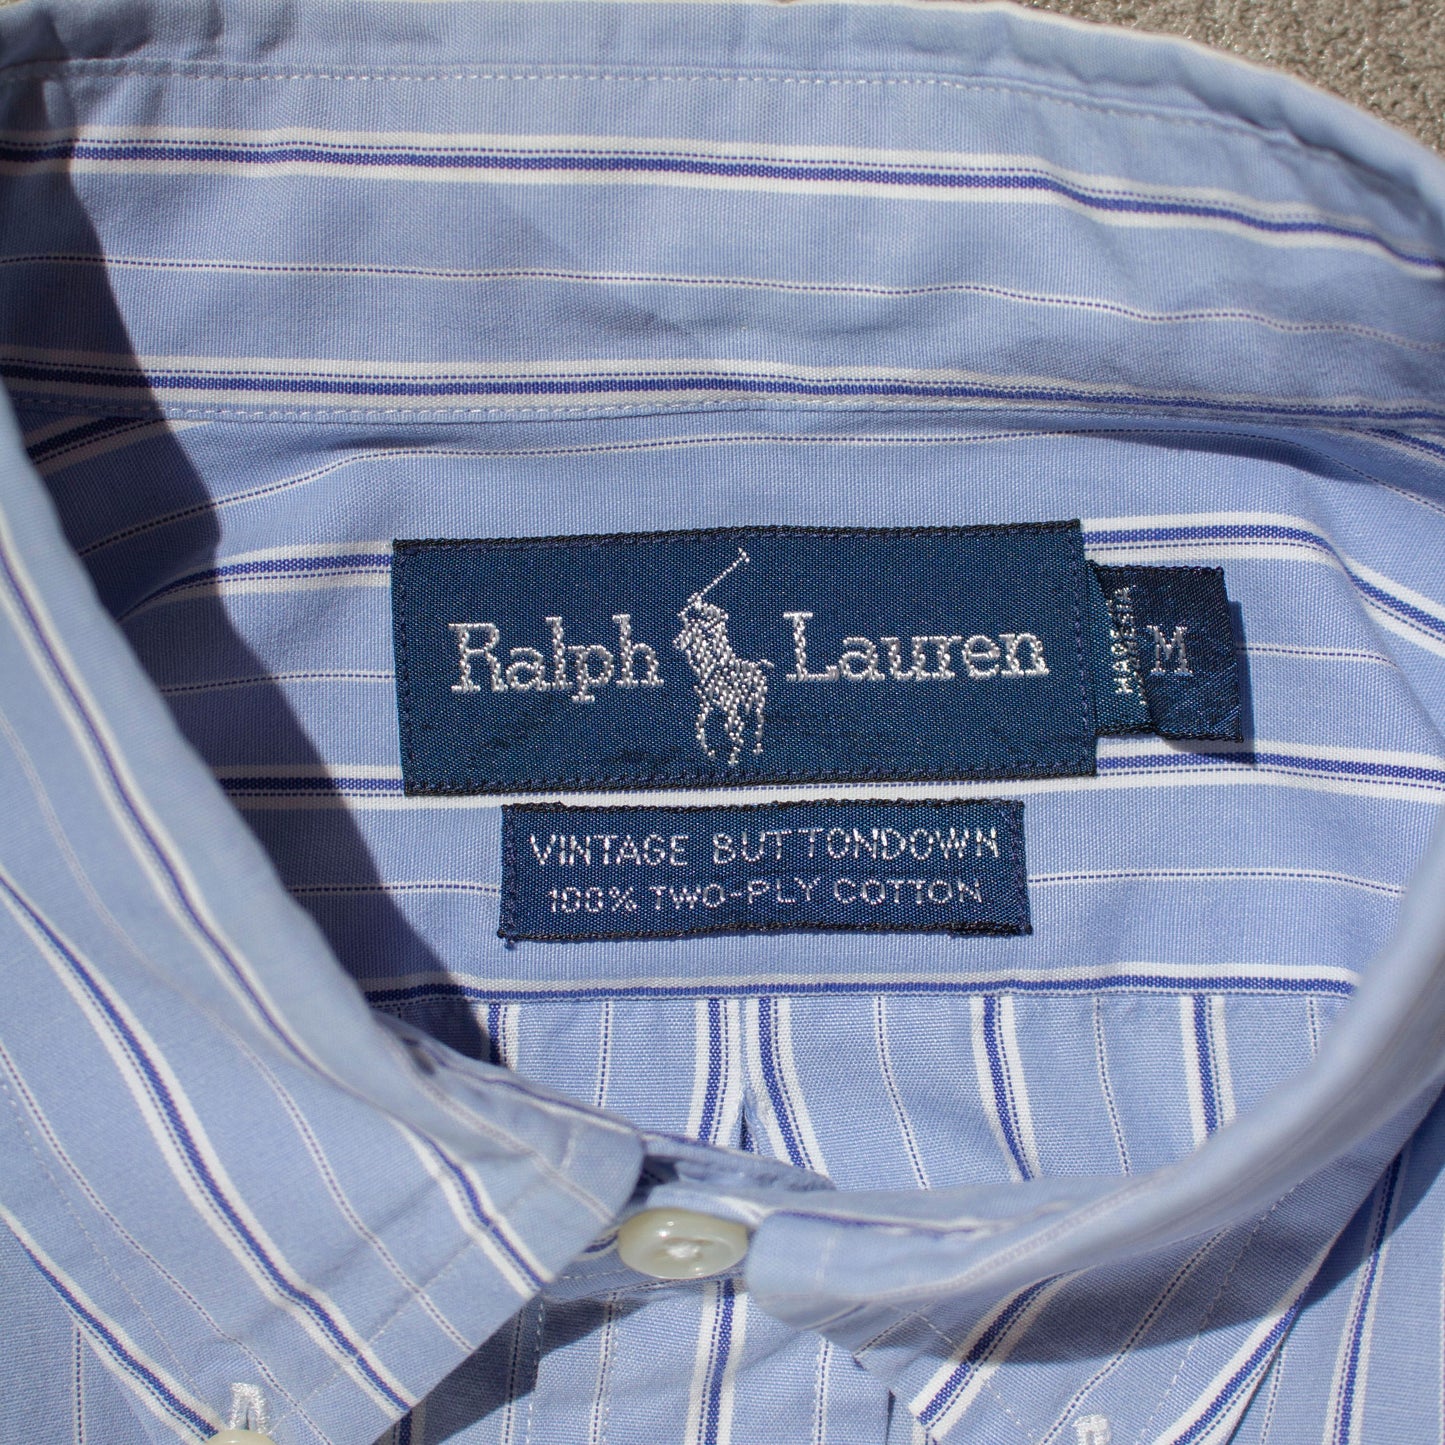 Ralph Lauren
M
VINTAGE BUTTONDOWN
100% TWO-PLY COTTON